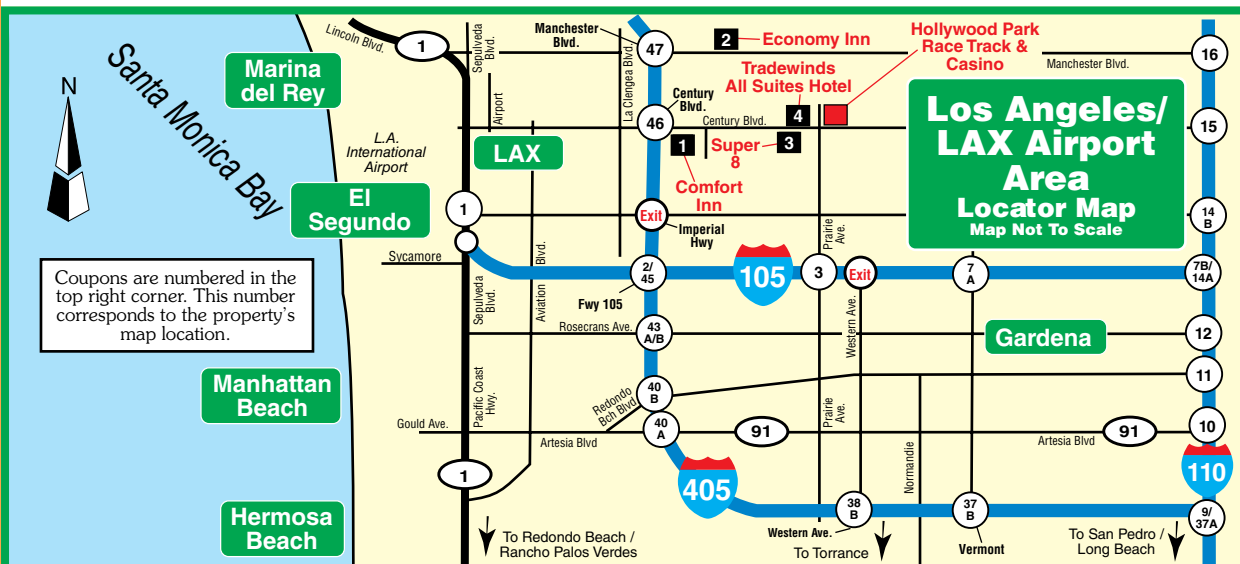 Lincoln Blvd.
1
Sepulveda
Blvd.
Manchester
Blvd.
47
La Clengea Blvd.
2
Economy Inn
Hollywood Park
Race Track &
Casino
Manchester Blvd.
16
Santa Monica Bay
N
Marina
del Rey
Airport
Tradewinds
All Suites Hotel
4
Century
Blvd.
46
Century Blvd.
15
Los Angeles/
LAX Airport
Area
Locator Map
Map Not To Scale
L.A.
International
Airport
LAX
1
Super
8
3
Comfort
Inn
El
Segundo
1
Exit
Imperial
Hwy
Prairie
Ave.
14
B
Sycamore
Blvd.
Aviation
2/
45
Fwy 105
105
3
Exit
7
A
7B/
14A
Coupons are numbered in the
top right corner. This number
corresponds to the property's
map location.
Sepulveda
Blvd.
Rosecrans Ave.
43
A/B
Western Ave.
Gardena
12
Manhattan
Beach
Pacific Coast
Hwy.
Redondo
Bch Blvd
40
B
11
Gould Ave.
Artesia Blvd
40
A
91
Prairie
Ave.
Normandie
Artesia Blvd
91
10
1
405
110
Hermosa
Beach
To Redondo Beach /
Rancho Palos Verdes
Western Ave.
38
B
To Torrance
37
B
Vermont
To San Pedro /
Long Beach
9/
37A